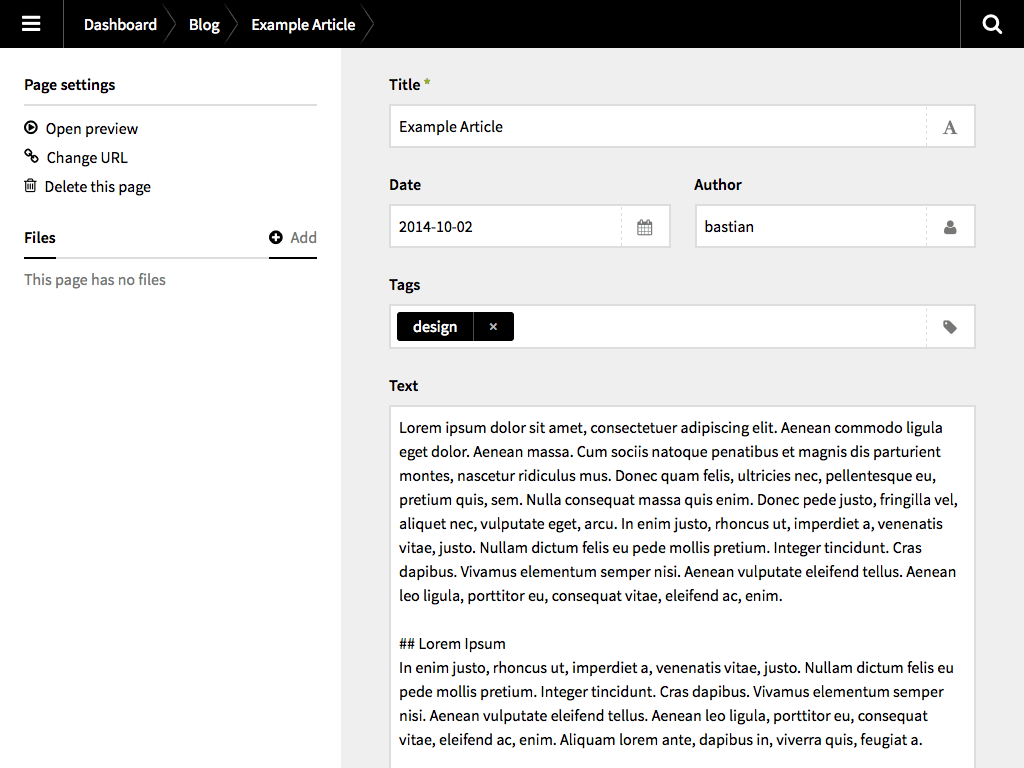 Dashboard Blog Example Article
Page settings
Open preview
Change URL
Delete this page
Files Add
This page has no files
Title *
Example Article
A
Date Author
2014-10-02 bastian
Tags
design ×
Text
Lorem ipsum dolor sit amet, consectetuer adipiscing elit. Aenean commodo ligula
eget dolor. Aenean massa. Cum sociis natoque penatibus et magnis dis parturient
montes, nascetur ridiculus mus. Donec quam felis, ultricies nec, pellentesque eu,
pretium quis, sem. Nulla consequat massa quis enim. Donec pede justo, fringilla vel,
aliquet nec, vulputate eget, arcu. In enim justo, rhoncus ut, imperdiet a, venenatis
vitae, justo. Nullam dictum felis eu pede mollis pretium. Integer tincidunt. Cras
dapibus. Vivamus elementum semper nisi. Aenean vulputate eleifend tellus. Aenean
leo ligula, porttitor eu, consequat vitae, eleifend ac, enim.
## Lorem Ipsum
In enim justo, rhoncus ut, imperdiet a, venenatis vitae, justo. Nullam dictum felis eu
pede mollis pretium. Integer tincidunt. Cras dapibus. Vivamus elementum semper
nisi. Aenean vulputate eleifend tellus. Aenean leo ligula, porttitor eu, consequat
vitae, eleifend ac, enim. Aliquam lorem ante, dapibus in, viverra quis, feugiat a.